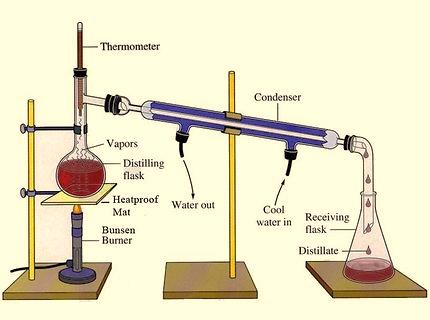 Thermometer
Condenser
Vapors
Distilling
flask
Heatproof
Mat
Water out
Cool
water in
Receiving
flask
Bunsen
Burner
Distillate